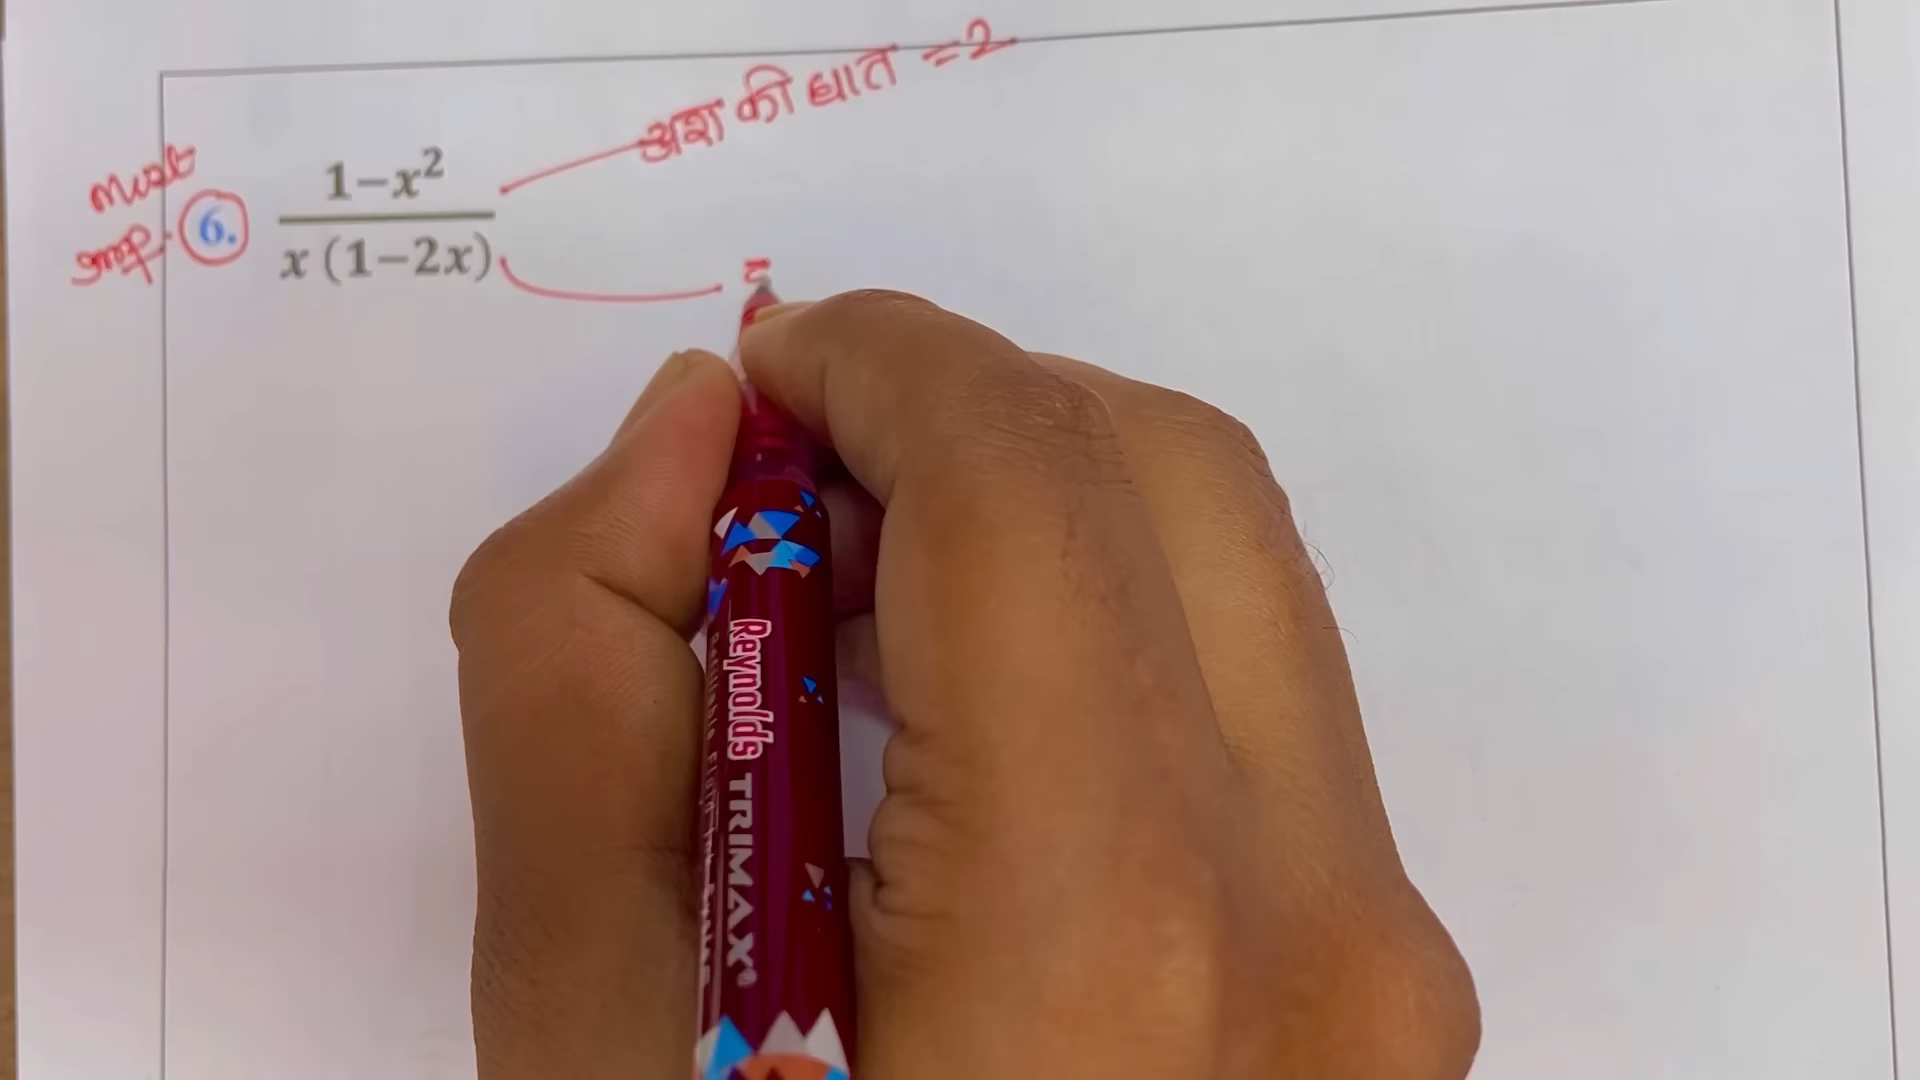 अंश की घात = 2
Most
Imp.
6. 1−x²
x (1−2x)
Reynolds TRIMAX®